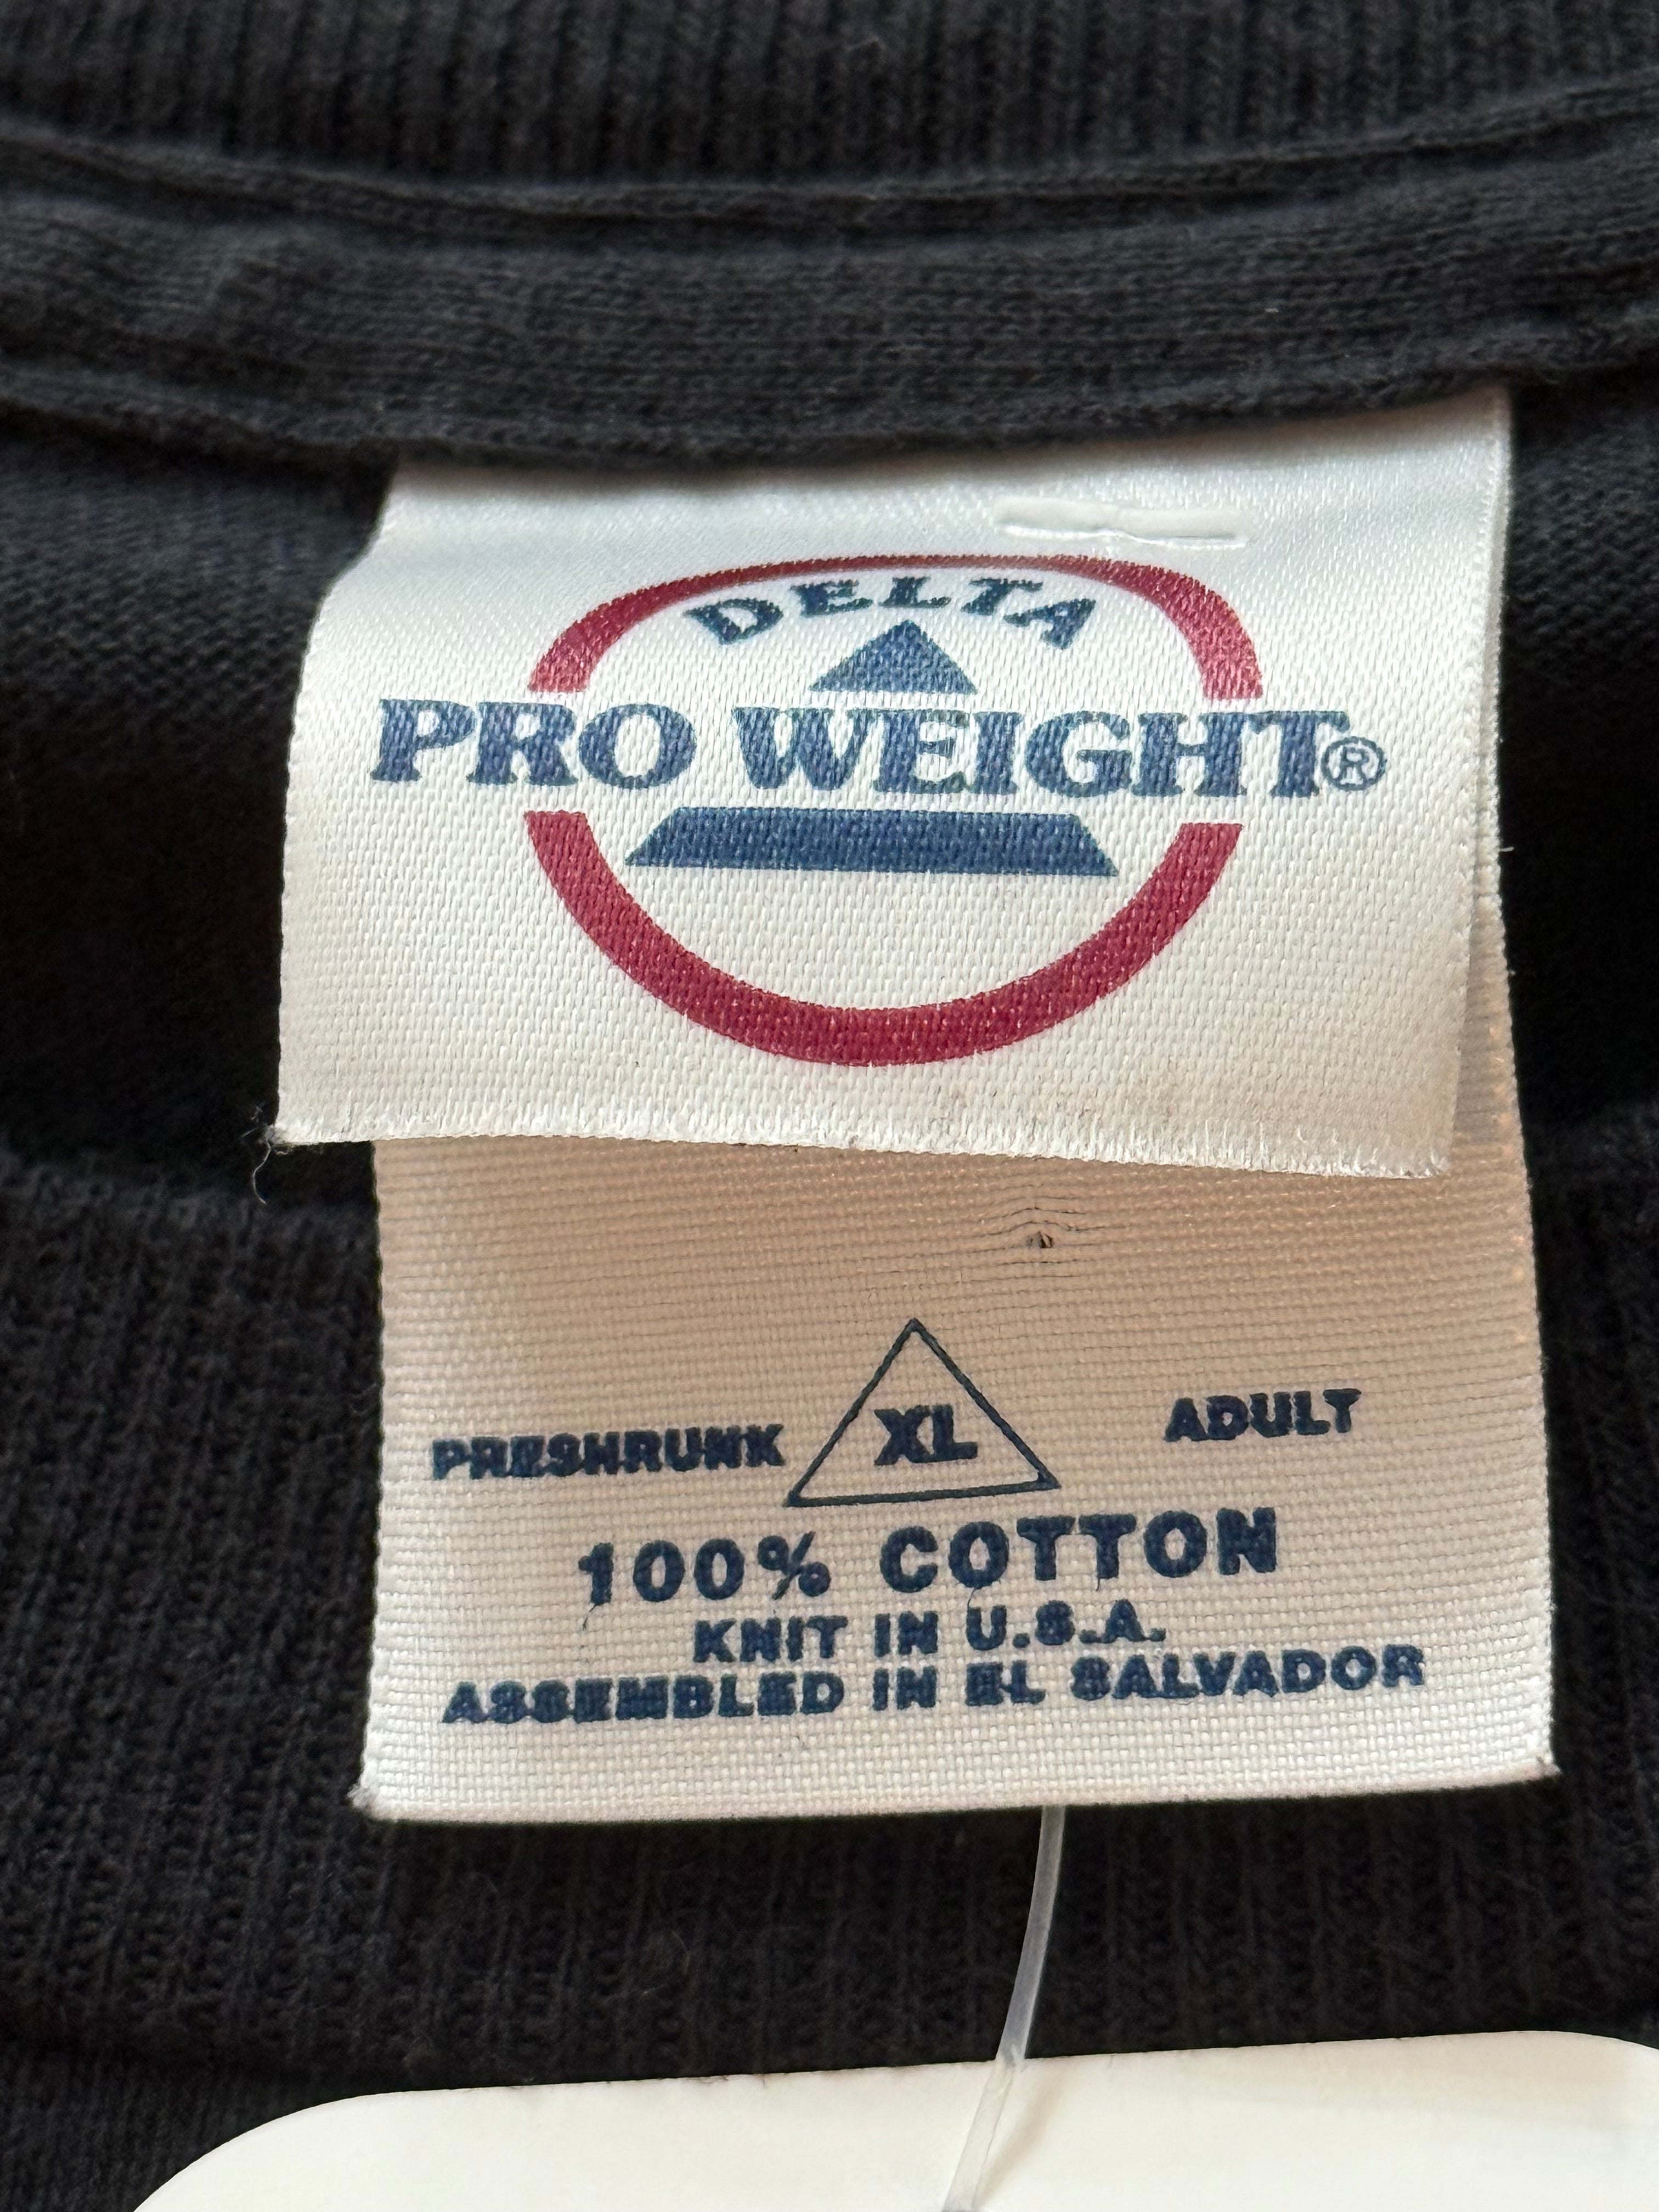 DELTA
PRO WEIGHT®
PRESHRUNK XL ADULT
100% COTTON
KNIT IN U.S.A.
ASSEMBLED IN EL SALVADOR